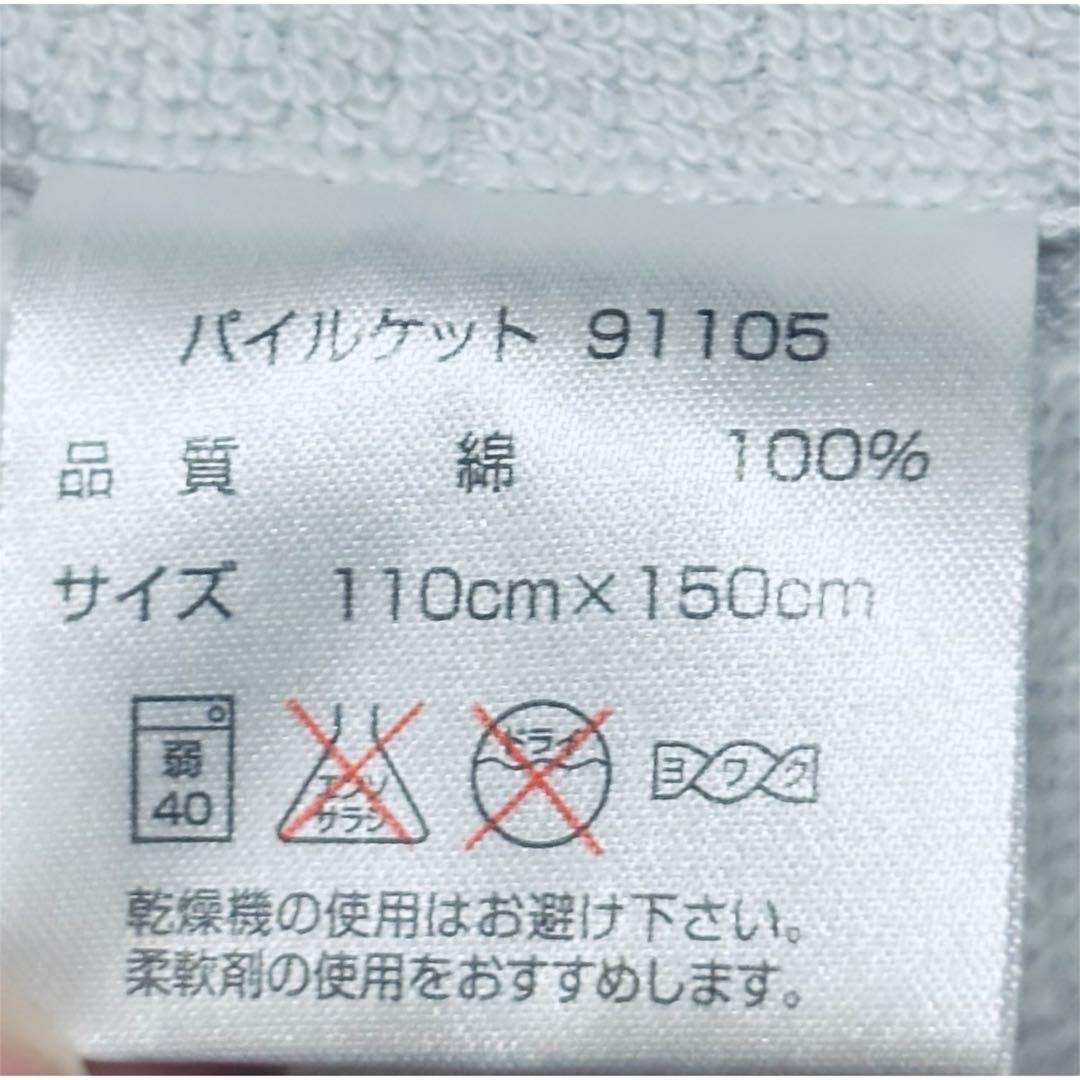 パイルケット 91105
品 質 綿 100%
サイズ 110cm×150cm
弱
40
エンソ
サラシ
ドライ
ヨワク
乾燥機の使用はお避け下さい。
柔軟剤の使用をおすすめします。